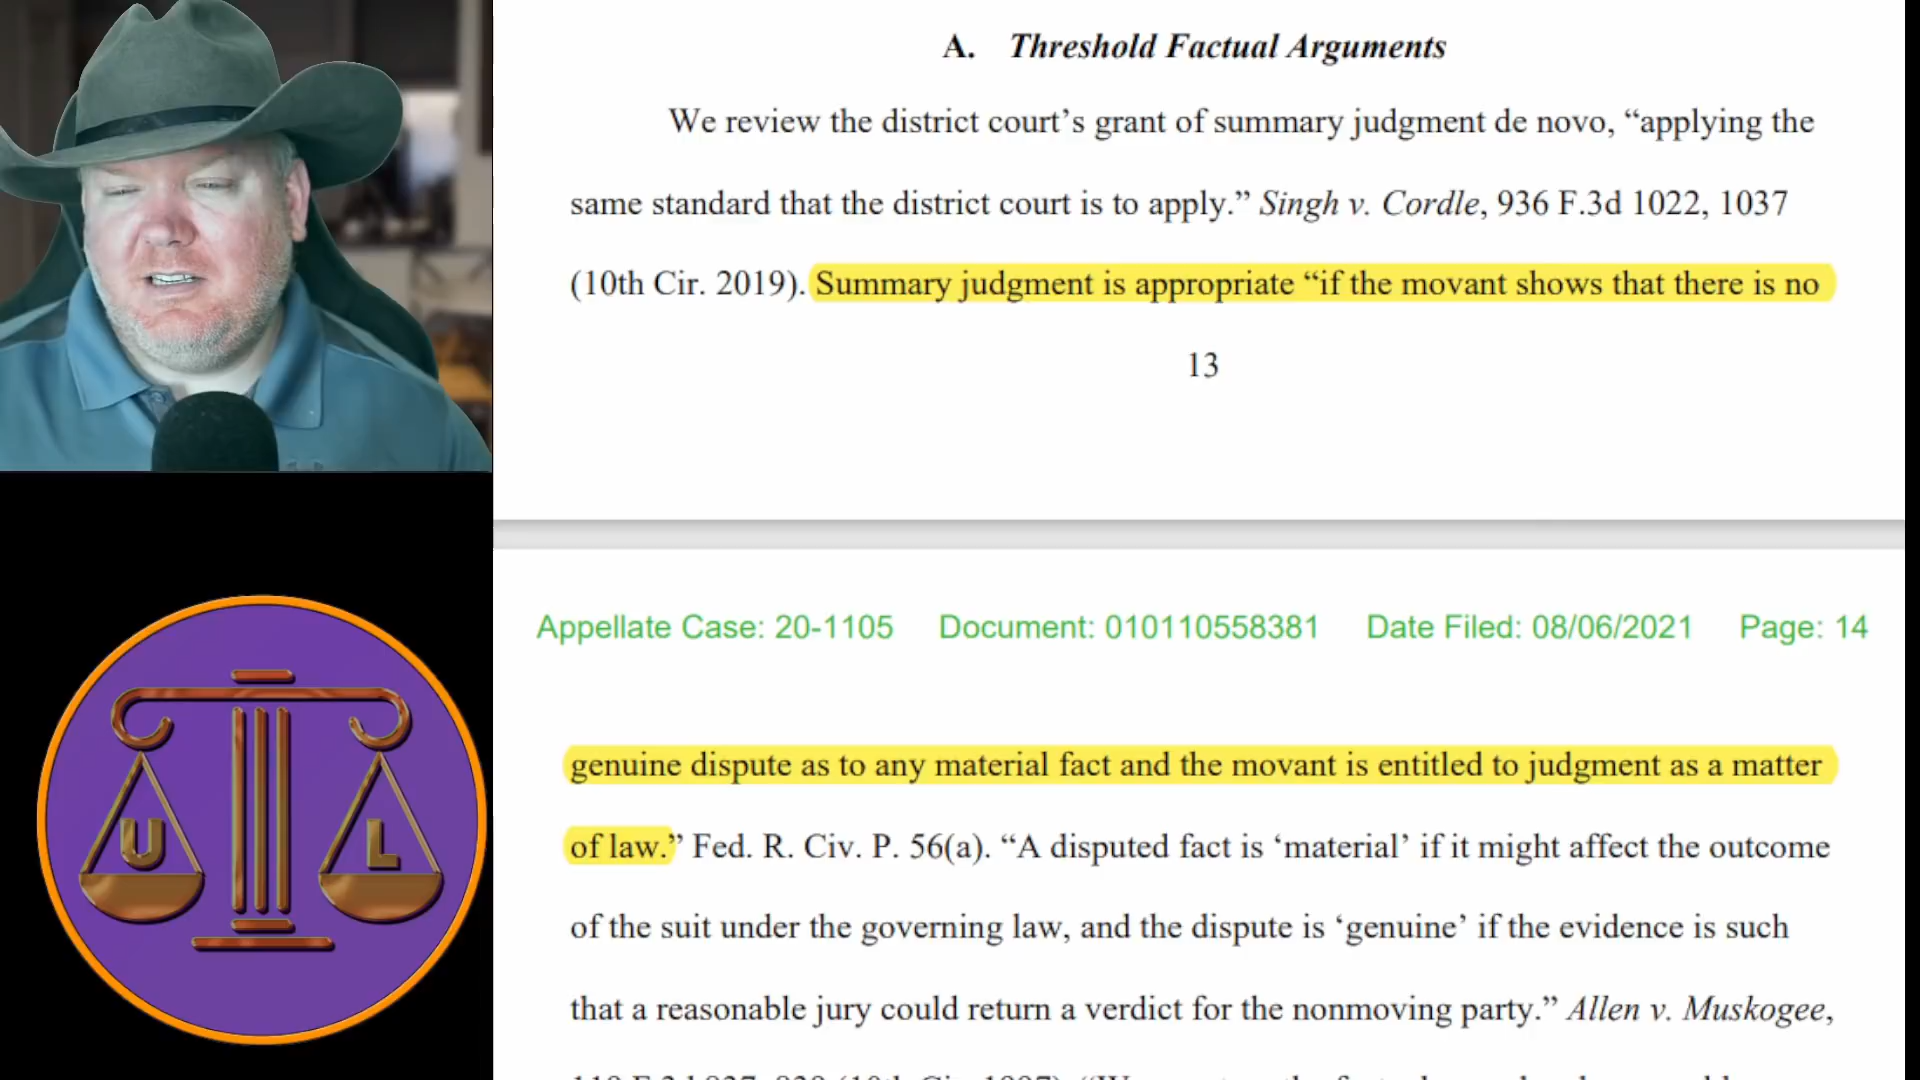 A. Threshold Factual Arguments
We review the district court’s grant of summary judgment de novo, “applying the
same standard that the district court is to apply.” Singh v. Cordle, 936 F.3d 1022, 1037
(10th Cir. 2019). Summary judgment is appropriate “if the movant shows that there is no
13
Appellate Case: 20-1105 Document: 010110558381 Date Filed: 08/06/2021 Page: 14
genuine dispute as to any material fact and the movant is entitled to judgment as a matter
of law.” Fed. R. Civ. P. 56(a). “A disputed fact is ‘material’ if it might affect the outcome
of the suit under the governing law, and the dispute is ‘genuine’ if the evidence is such
that a reasonable jury could return a verdict for the nonmoving party.” Allen v. Muskogee,
U L